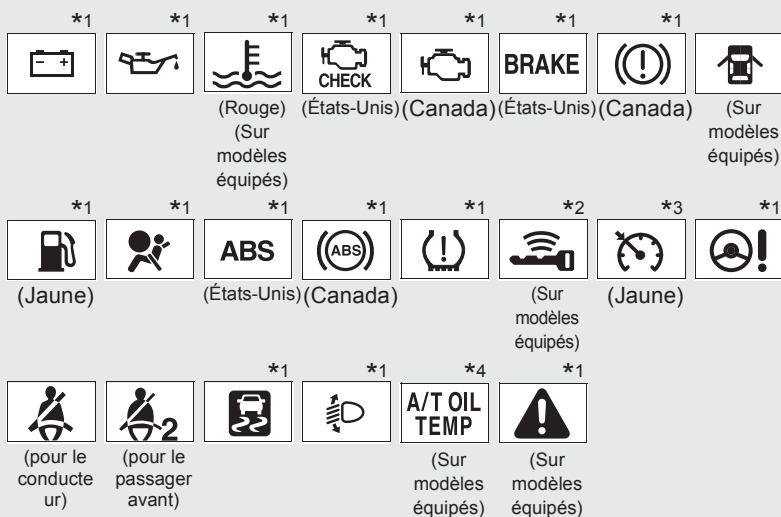 *1 *1 *1 *1 *1 *1 *1
- + CHECK BRAKE
(Rouge) (États-Unis) (Canada) (États-Unis) (Canada) (Sur
(Sur modèles
modèles équipés)
équipés)
*1 *1 *1 *1 *1 *2 *3 *1
ABS ABS
(Jaune) (États-Unis) (Canada) (Sur (Jaune)
modèles
équipés)
*1 *1 *4 *1
2 A/T OIL
TEMP
(pour le (pour le (Sur (Sur
conducte passager modèles modèles
ur) avant) équipés) équipés)